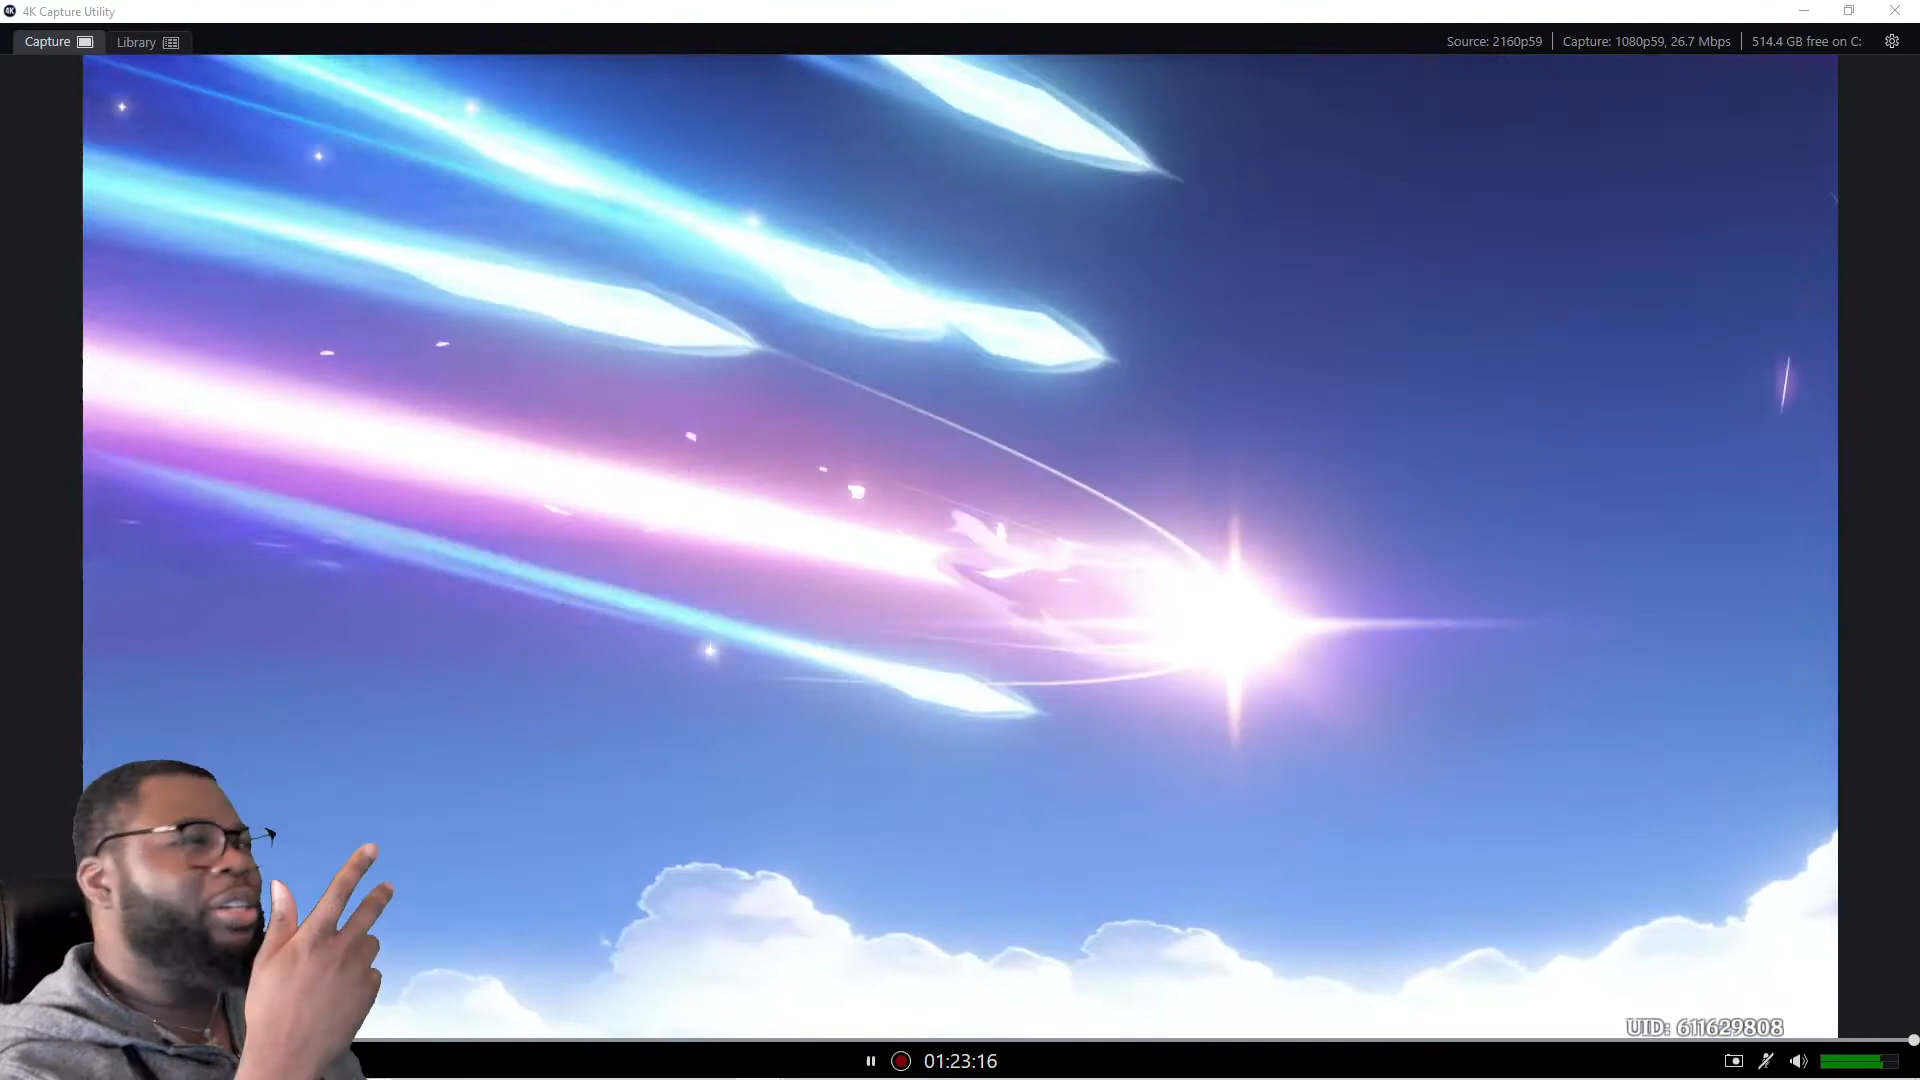 4K Capture Utility
Capture
Library
Source: 2160p59
Capture: 1080p59, 26.7 Mbps
514.4 GB free on C:
UID: 611629808
01:23:16